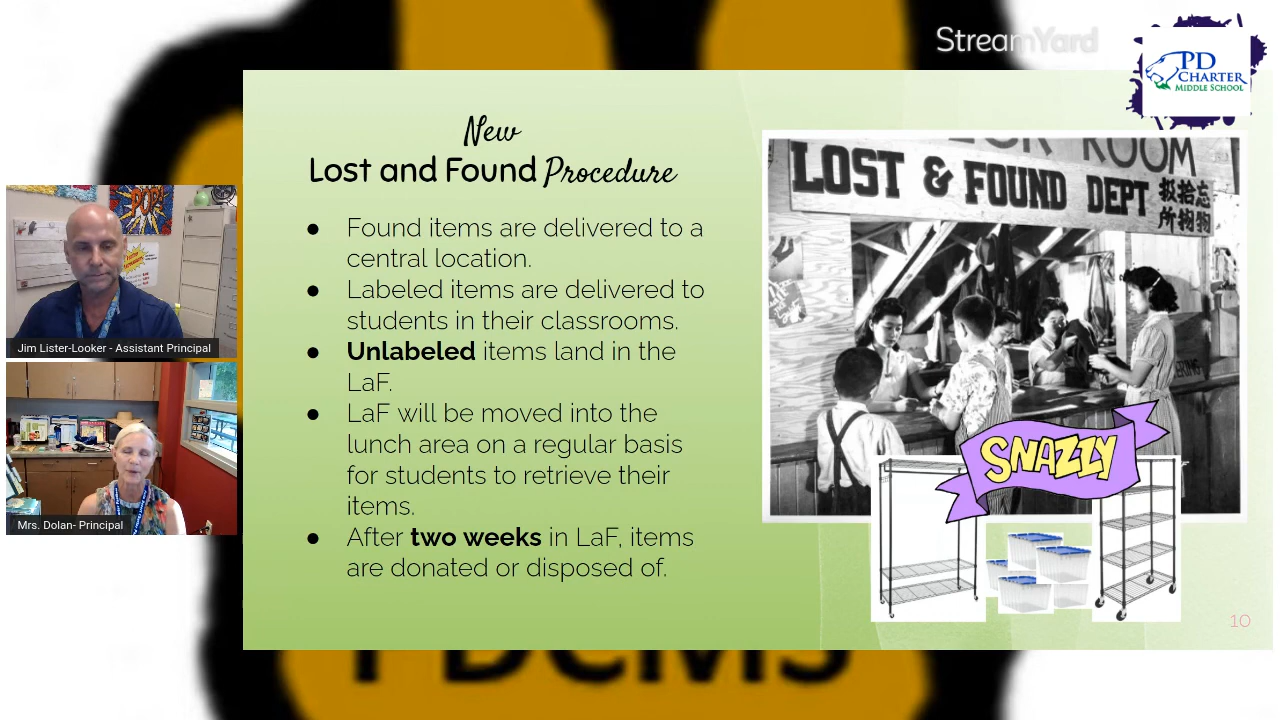 StreamYard
PD
CHARTER
MIDDLE SCHOOL
New
Lost and Found Procedure
● Found items are delivered to a
central location.
● Labeled items are delivered to
students in their classrooms.
● Unlabeled items land in the
LaF.
● LaF will be moved into the
lunch area on a regular basis
for students to retrieve their
items.
● After two weeks in LaF, items
are donated or disposed of.
ROOM
LOST & FOUND DEPT
SNAZZY
10
Jim Lister-Looker - Assistant Principal
Mrs. Dolan- Principal
PDCMS